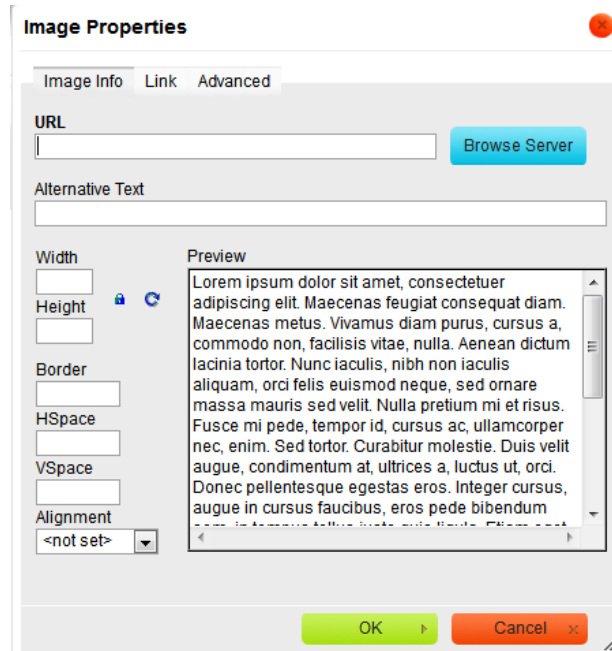 Image Properties
Image Info Link Advanced
URL
Browse Server
Alternative Text
Width
Height
Border
HSpace
VSpace
Alignment
<not set>
Preview
Lorem ipsum dolor sit amet, consectetuer
adipiscing elit. Maecenas feugiat consequat diam.
Maecenas metus. Vivamus diam purus, cursus a,
commodo non, facilisis vitae, nulla. Aenean dictum
lacinia tortor. Nunc iaculis, nibh non iaculis
aliquam, orci felis euismod neque, sed ornare
massa mauris sed velit. Nulla pretium mi et risus.
Fusce mi pede, tempor id, cursus ac, ullamcorper
nec, enim. Sed tortor. Curabitur molestie. Duis velit
augue, condimentum at, ultrices a, luctus ut, orci.
Donec pellentesque egestas eros. Integer cursus,
augue in cursus faucibus, eros pede bibendum
OK
Cancel